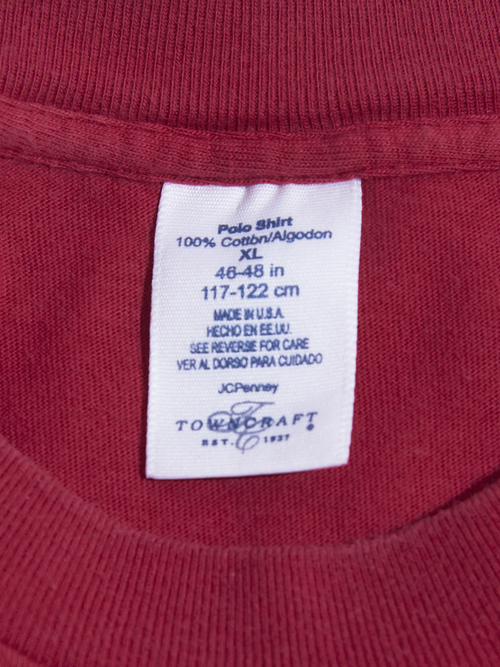 Polo Shirt
100% Cotton/Algodon
XL
46-48 in
117-122 cm
MADE IN U.S.A.
HECHO EN EE.UU.
SEE REVERSE FOR CARE
VER AL DORSO PARA CUIDADO
JCPenney
TOWNCRAFT®
EST. 1927